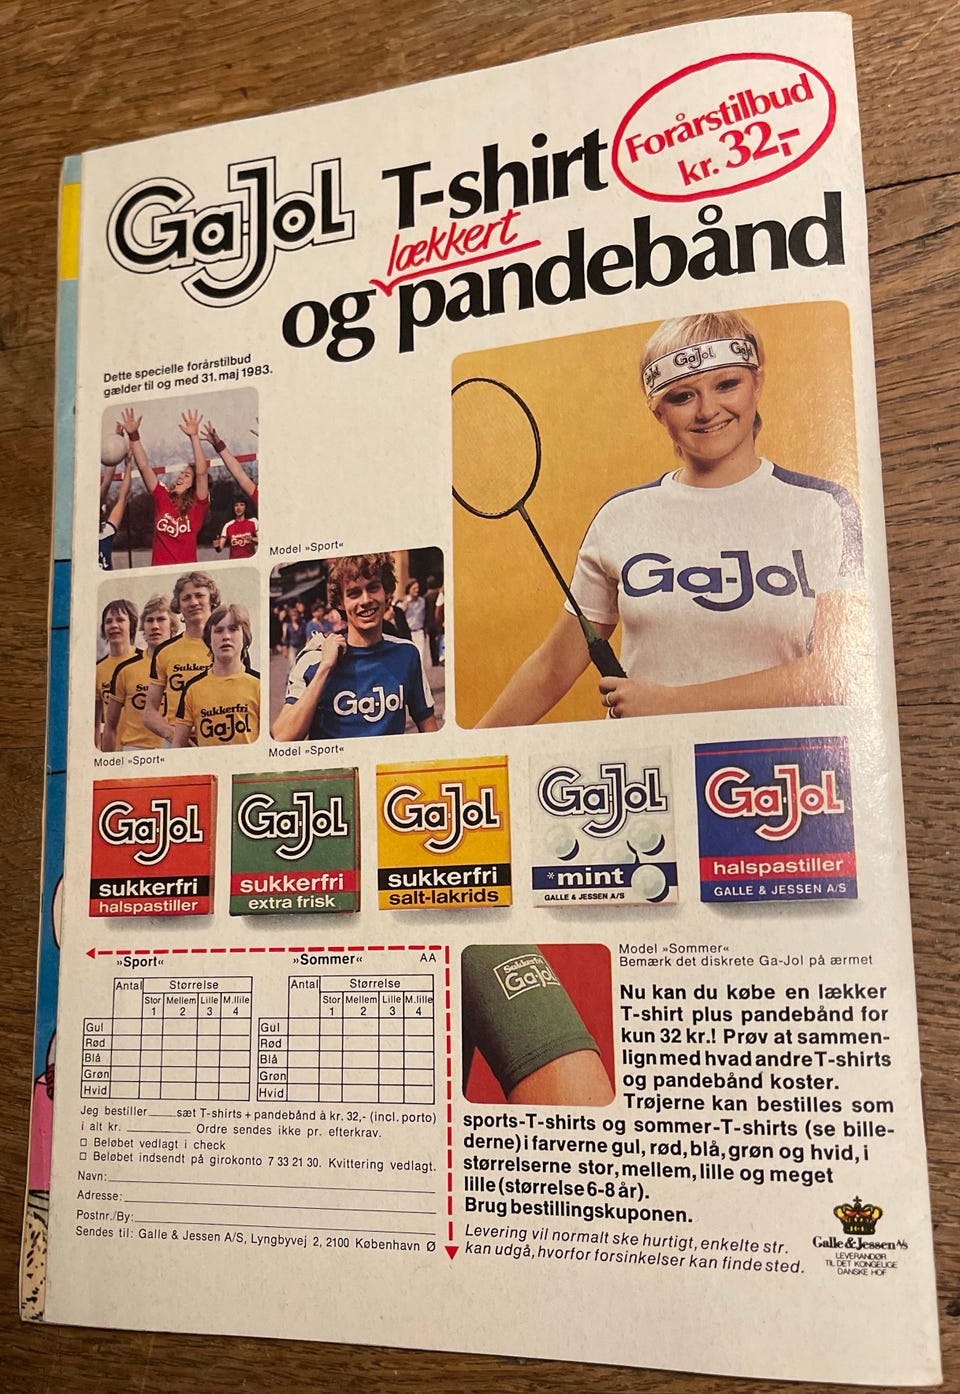 Ga-Jol T-shirt
Forårstilbud
kr. 32,-
lækkert
og pandebånd
Dette specielle forårstilbud
gælder til og med 31. maj 1983.
Ga-Jol
Ga-Jol
Ga-Jol
Ga-Jol
Model »Sport«
Sukker
Sukkerfri
Ga-Jol
Ga-Jol
Model »Sport«
Model »Sport«
Ga-Jol
sukkerfri
halspastiller
Ga-Jol
sukkerfri
extra frisk
Ga-Jol
sukkerfri
salt-lakrids
Ga-Jol
*mint
GALLE & JESSEN A/S
Ga-Jol
halspastiller
GALLE & JESSEN A/S
»Sport«
Antal Størrelse
Stor 1 Mellem 2 Lille 3 M.lille 4
Gul
Rød
Blå
Grøn
Hvid
»Sommer« AA
Antal Størrelse
Stor 1 Mellem 2 Lille 3 M.lille 4
Gul
Rød
Blå
Grøn
Hvid
Jeg bestiller____sæt T-shirts + pandebånd à kr. 32,- (incl. porto)
i alt kr. __________ Ordre sendes ikke pr. efterkrav.
□ Beløbet vedlagt i check
□ Beløbet indsendt på girokonto 7 33 21 30. Kvittering vedlagt.
Navn:
Adresse:
Postnr./By:
Sendes til: Galle & Jessen A/S, Lyngbyvej 2, 2100 København Ø
Sukkerfri
Ga-Jol
Model »Sommer«
Bemærk det diskrete Ga-Jol på ærmet
Nu kan du købe en lækker
T-shirt plus pandebånd for
kun 32 kr.! Prøv at sammen-
lign med hvad andre T-shirts
og pandebånd koster.
Trøjerne kan bestilles som
sports-T-shirts og sommer-T-shirts (se bille-
derne) i farverne gul, rød, blå, grøn og hvid, i
størrelserne stor, mellem, lille og meget
lille (størrelse 6-8 år).
Brug bestillingskuponen.
Levering vil normalt ske hurtigt, enkelte str.
kan udgå, hvorfor forsinkelser kan finde sted.
Galle & Jessen A/S
LEVERANDØR
TIL DET KONGELIGE
DANSKE HOF